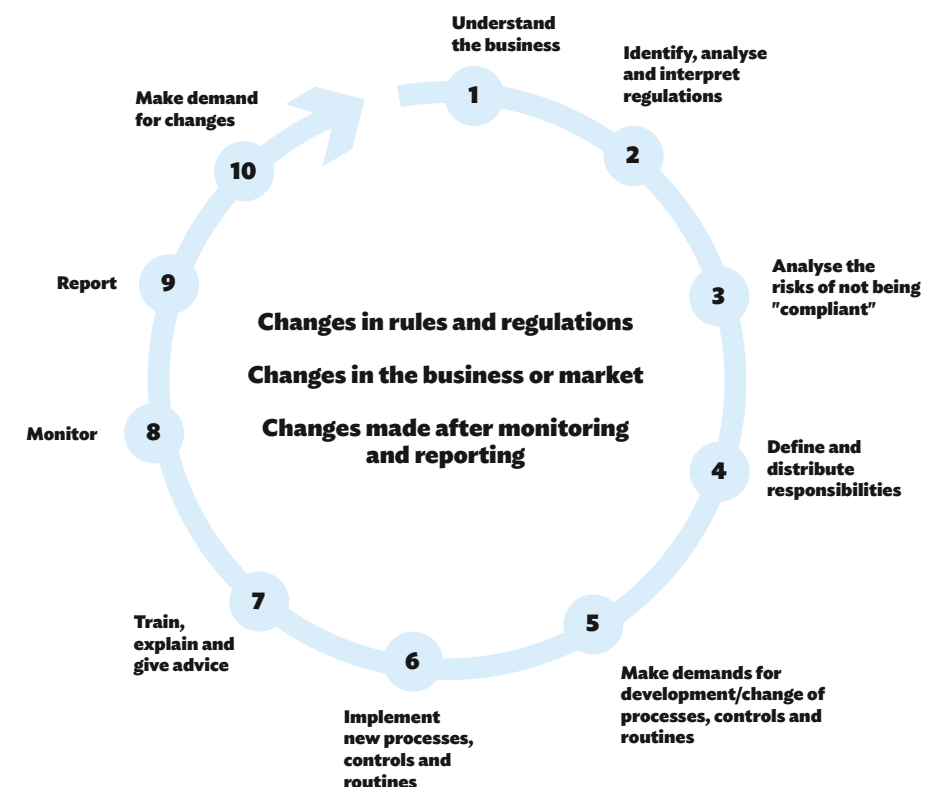 1
Understand
the business
2
Identify, analyse
and interpret
regulations
3
Analyse the
risks of not being
"compliant"
4
Define and
distribute
responsibilities
5
Make demands for
development/change of
processes, controls and
routines
6
Implement
new processes,
controls and
routines
7
Train,
explain and
give advice
8
Monitor
9
Report
10
Make demand
for changes
Changes in rules and regulations
Changes in the business or market
Changes made after monitoring
and reporting